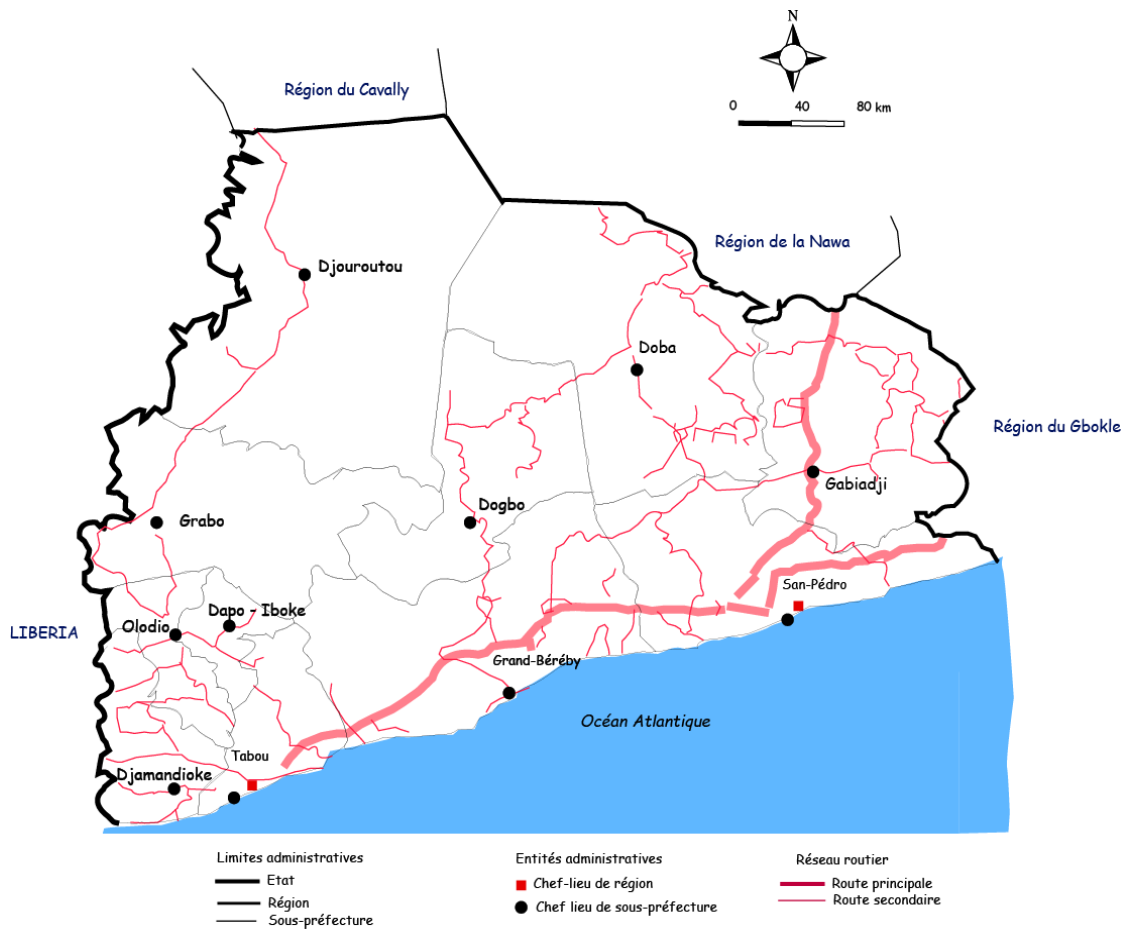 N
Région du Cavally
0 40 80 km
Région de la Nawa
Djouroutou
Doba
Région du Gbokle
Gabiadji
Grabo
Dogbo
San-Pédro
Dapo - Iboke
Olodio
LIBERIA
Grand-Béréby
Océan Atlantique
Tabou
Djamandioke
Limites administratives
Etat
Région
Sous-préfecture
Entités administratives
Chef-lieu de région
Chef lieu de sous-préfecture
Réseau routier
Route principale
Route secondaire